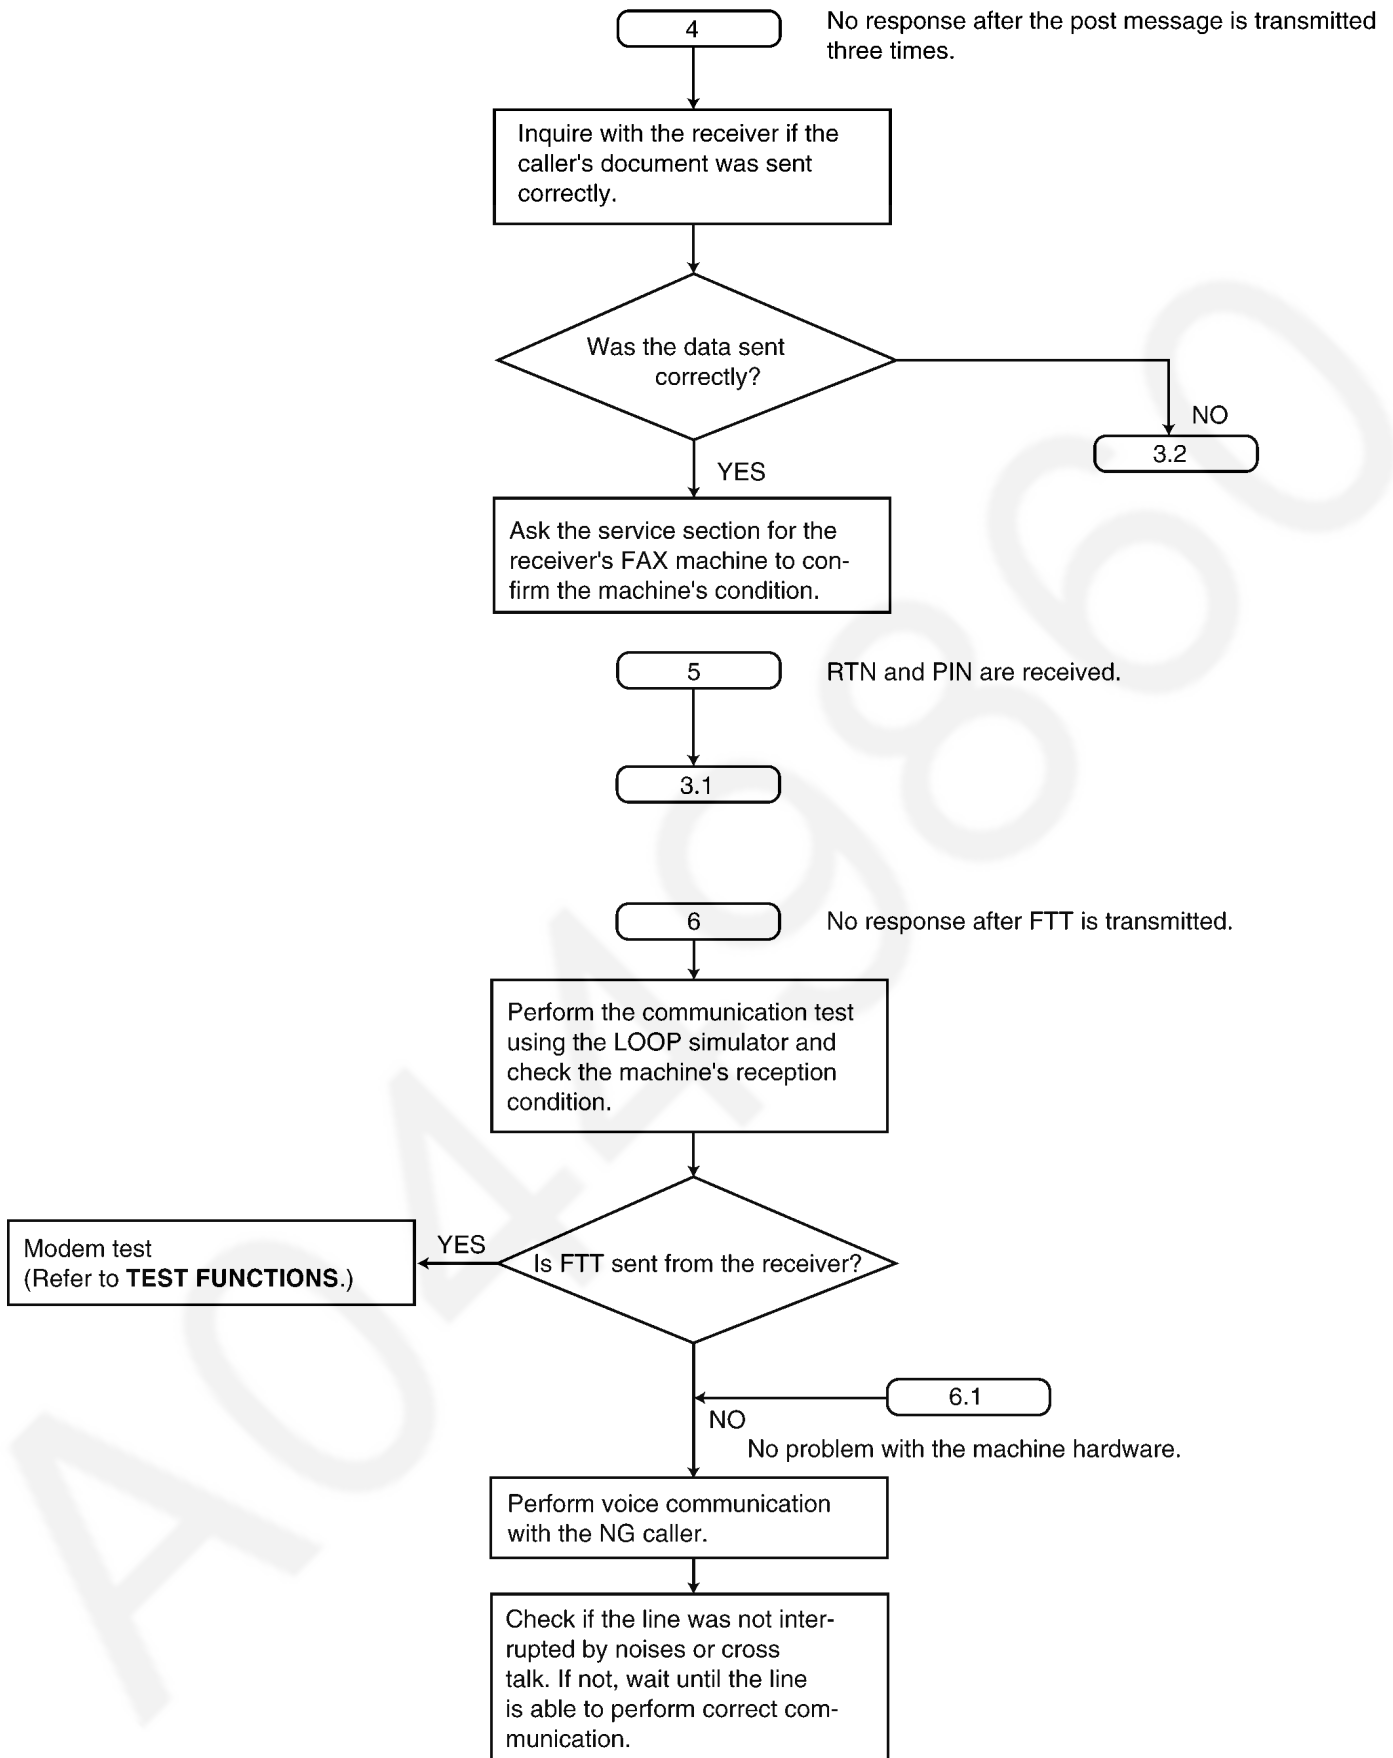 4
No response after the post message is transmitted
three times.
Inquire with the receiver if the
caller's document was sent
correctly.
Was the data sent
correctly?
NO
3.2
YES
Ask the service section for the
receiver's FAX machine to con-
firm the machine's condition.
5
RTN and PIN are received.
3.1
6
No response after FTT is transmitted.
Perform the communication test
using the LOOP simulator and
check the machine's reception
condition.
Is FTT sent from the receiver?
YES
Modem test
(Refer to TEST FUNCTIONS.)
6.1
NO
No problem with the machine hardware.
Perform voice communication
with the NG caller.
Check if the line was not inter-
rupted by noises or cross
talk. If not, wait until the line
is able to perform correct com-
munication.
A0449860